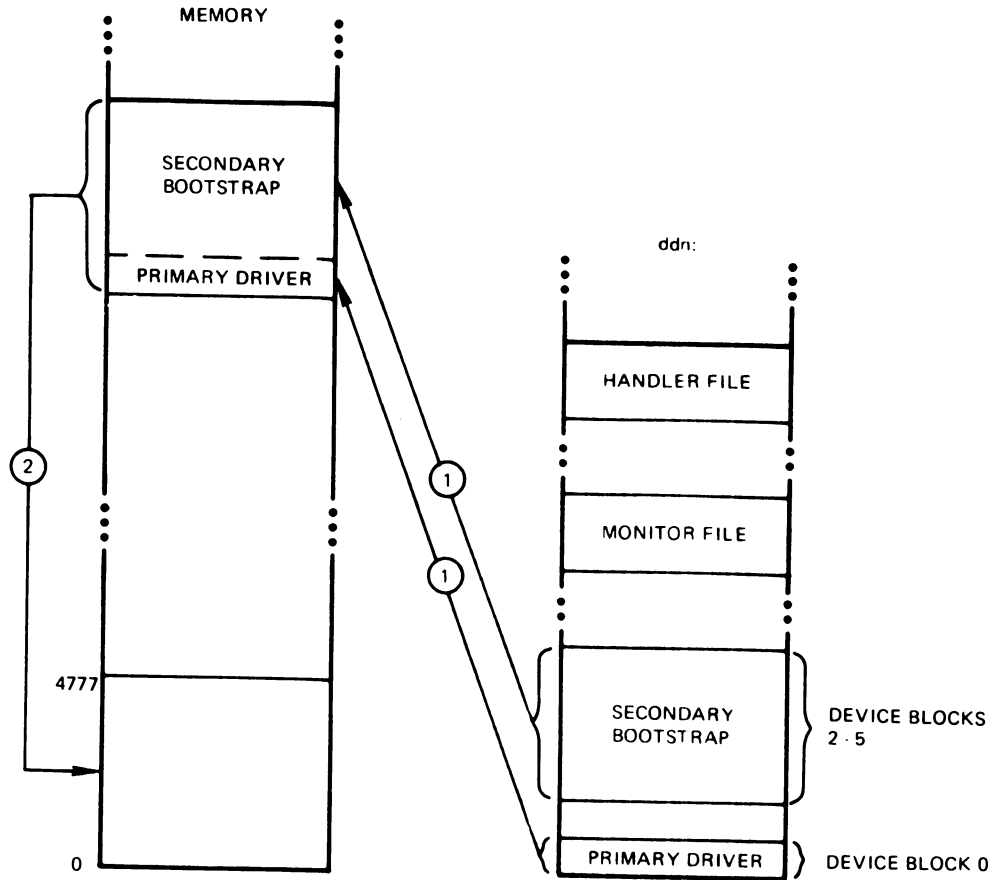 MEMORY
SECONDARY
BOOTSTRAP
PRIMARY DRIVER
2
4777
0
1
1
ddn:
HANDLER FILE
MONITOR FILE
SECONDARY
BOOTSTRAP
DEVICE BLOCKS
2 - 5
PRIMARY DRIVER
DEVICE BLOCK 0